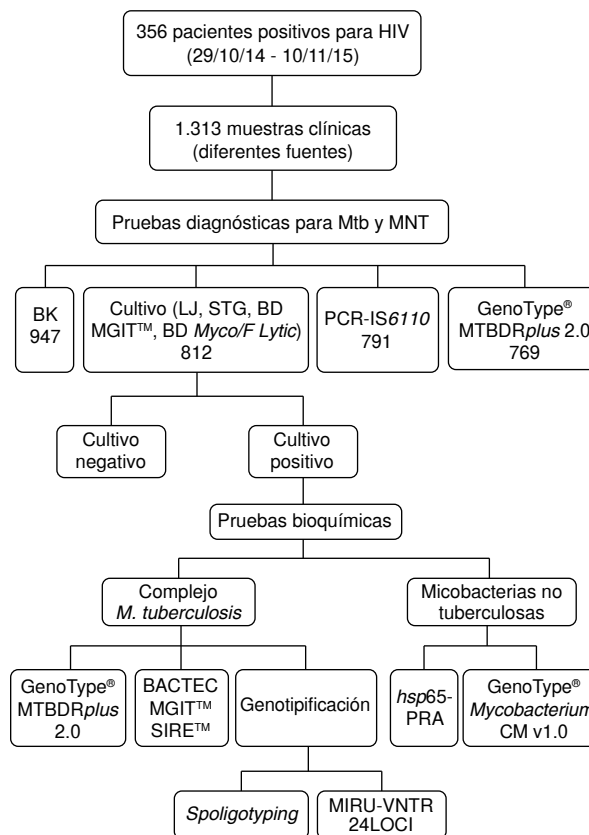 356 pacientes positivos para HIV
(29/10/14 - 10/11/15)
1.313 muestras clínicas
(diferentes fuentes)
Pruebas diagnósticas para Mtb y MNT
BK
947
Cultivo (LJ, STG, BD
MGIT™, BD Myco/F Lytic)
812
PCR-IS6110
791
GenoType®
MTBDRplus 2.0
769
Cultivo
negativo
Cultivo
positivo
Pruebas bioquímicas
Complejo
M. tuberculosis
Micobacterias no
tuberculosas
GenoType®
MTBDRplus
2.0
BACTEC
MGIT™
SIRE™
Genotipificación
hsp65-
PRA
GenoType®
Mycobacterium
CM v1.0
Spoligotyping
MIRU-VNTR
24LOCI